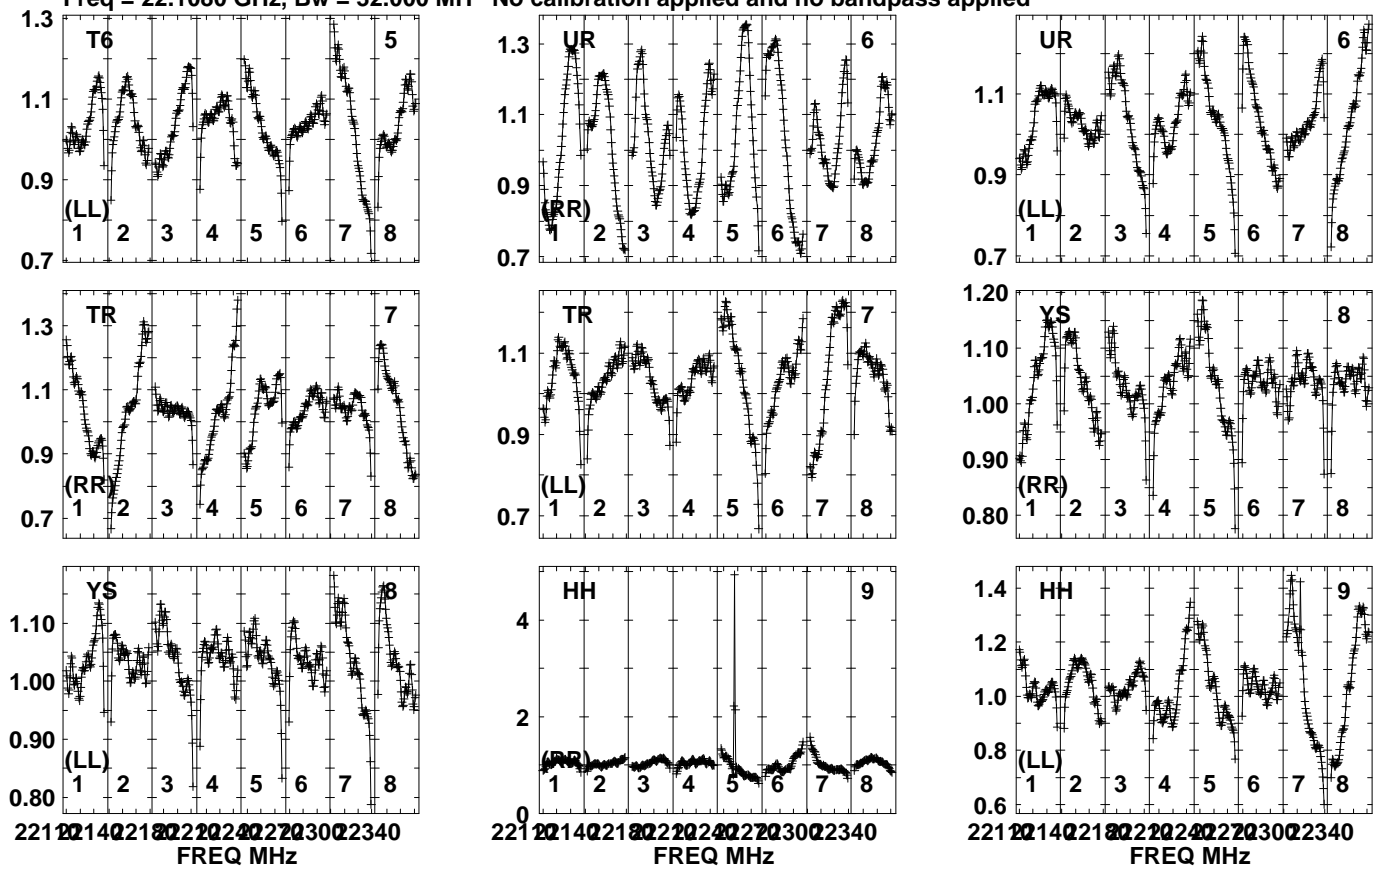 Freq = 22.1080 GHz, Bw = 32.000 MH No calibration applied and no bandpass applied
T6 5
1.3
1.1
0.9
0.7
(LL)
1 2 3 4 5 6 7 8
UR 6
1.3
1.1
0.9
0.7
(RR)
1 2 3 4 5 6 7 8
UR 6
1.1
0.9
0.7
(LL)
1 2 3 4 5 6 7 8
TR 7
1.3
1.1
0.9
0.7
(RR)
1 2 3 4 5 6 7 8
TR 7
1.1
0.9
0.7
(LL)
1 2 3 4 5 6 7 8
YS 8
1.20
1.10
1.00
0.90
0.80
(RR)
1 2 3 4 5 6 7 8
YS 8
1.10
1.00
0.90
0.80
(LL)
1 2 3 4 5 6 7 8
FREQ MHz
HH 9
4
2
0
(RR)
1 2 3 4 5 6 7 8
FREQ MHz
HH 9
1.4
1.2
1.0
0.8
0.6
(LL)
1 2 3 4 5 6 7 8
FREQ MHz